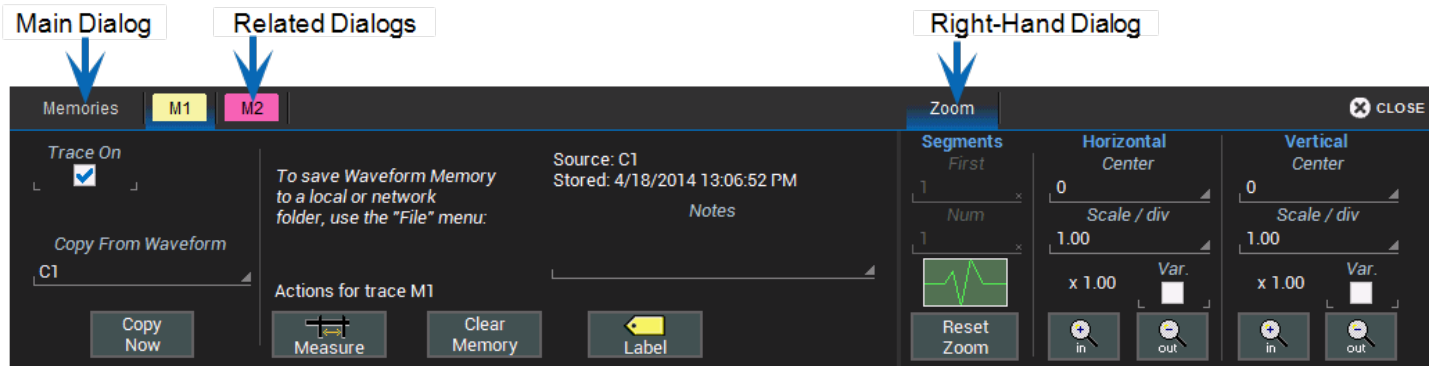 Main Dialog
Related Dialogs
Right-Hand Dialog
Memories
M1
M2
Zoom
CLOSE
Trace On
Copy From Waveform
C1
Copy
Now
To save Waveform Memory
to a local or network
folder, use the "File" menu:
Actions for trace M1
Measure
Clear
Memory
Source: C1
Stored: 4/18/2014 13:06:52 PM
Notes
Label
Segments
First
1
Num
1
Reset
Zoom
Horizontal
Center
0
Scale / div
1.00
x 1.00
Var.
in
out
Vertical
Center
0
Scale / div
1.00
x 1.00
Var.
in
out